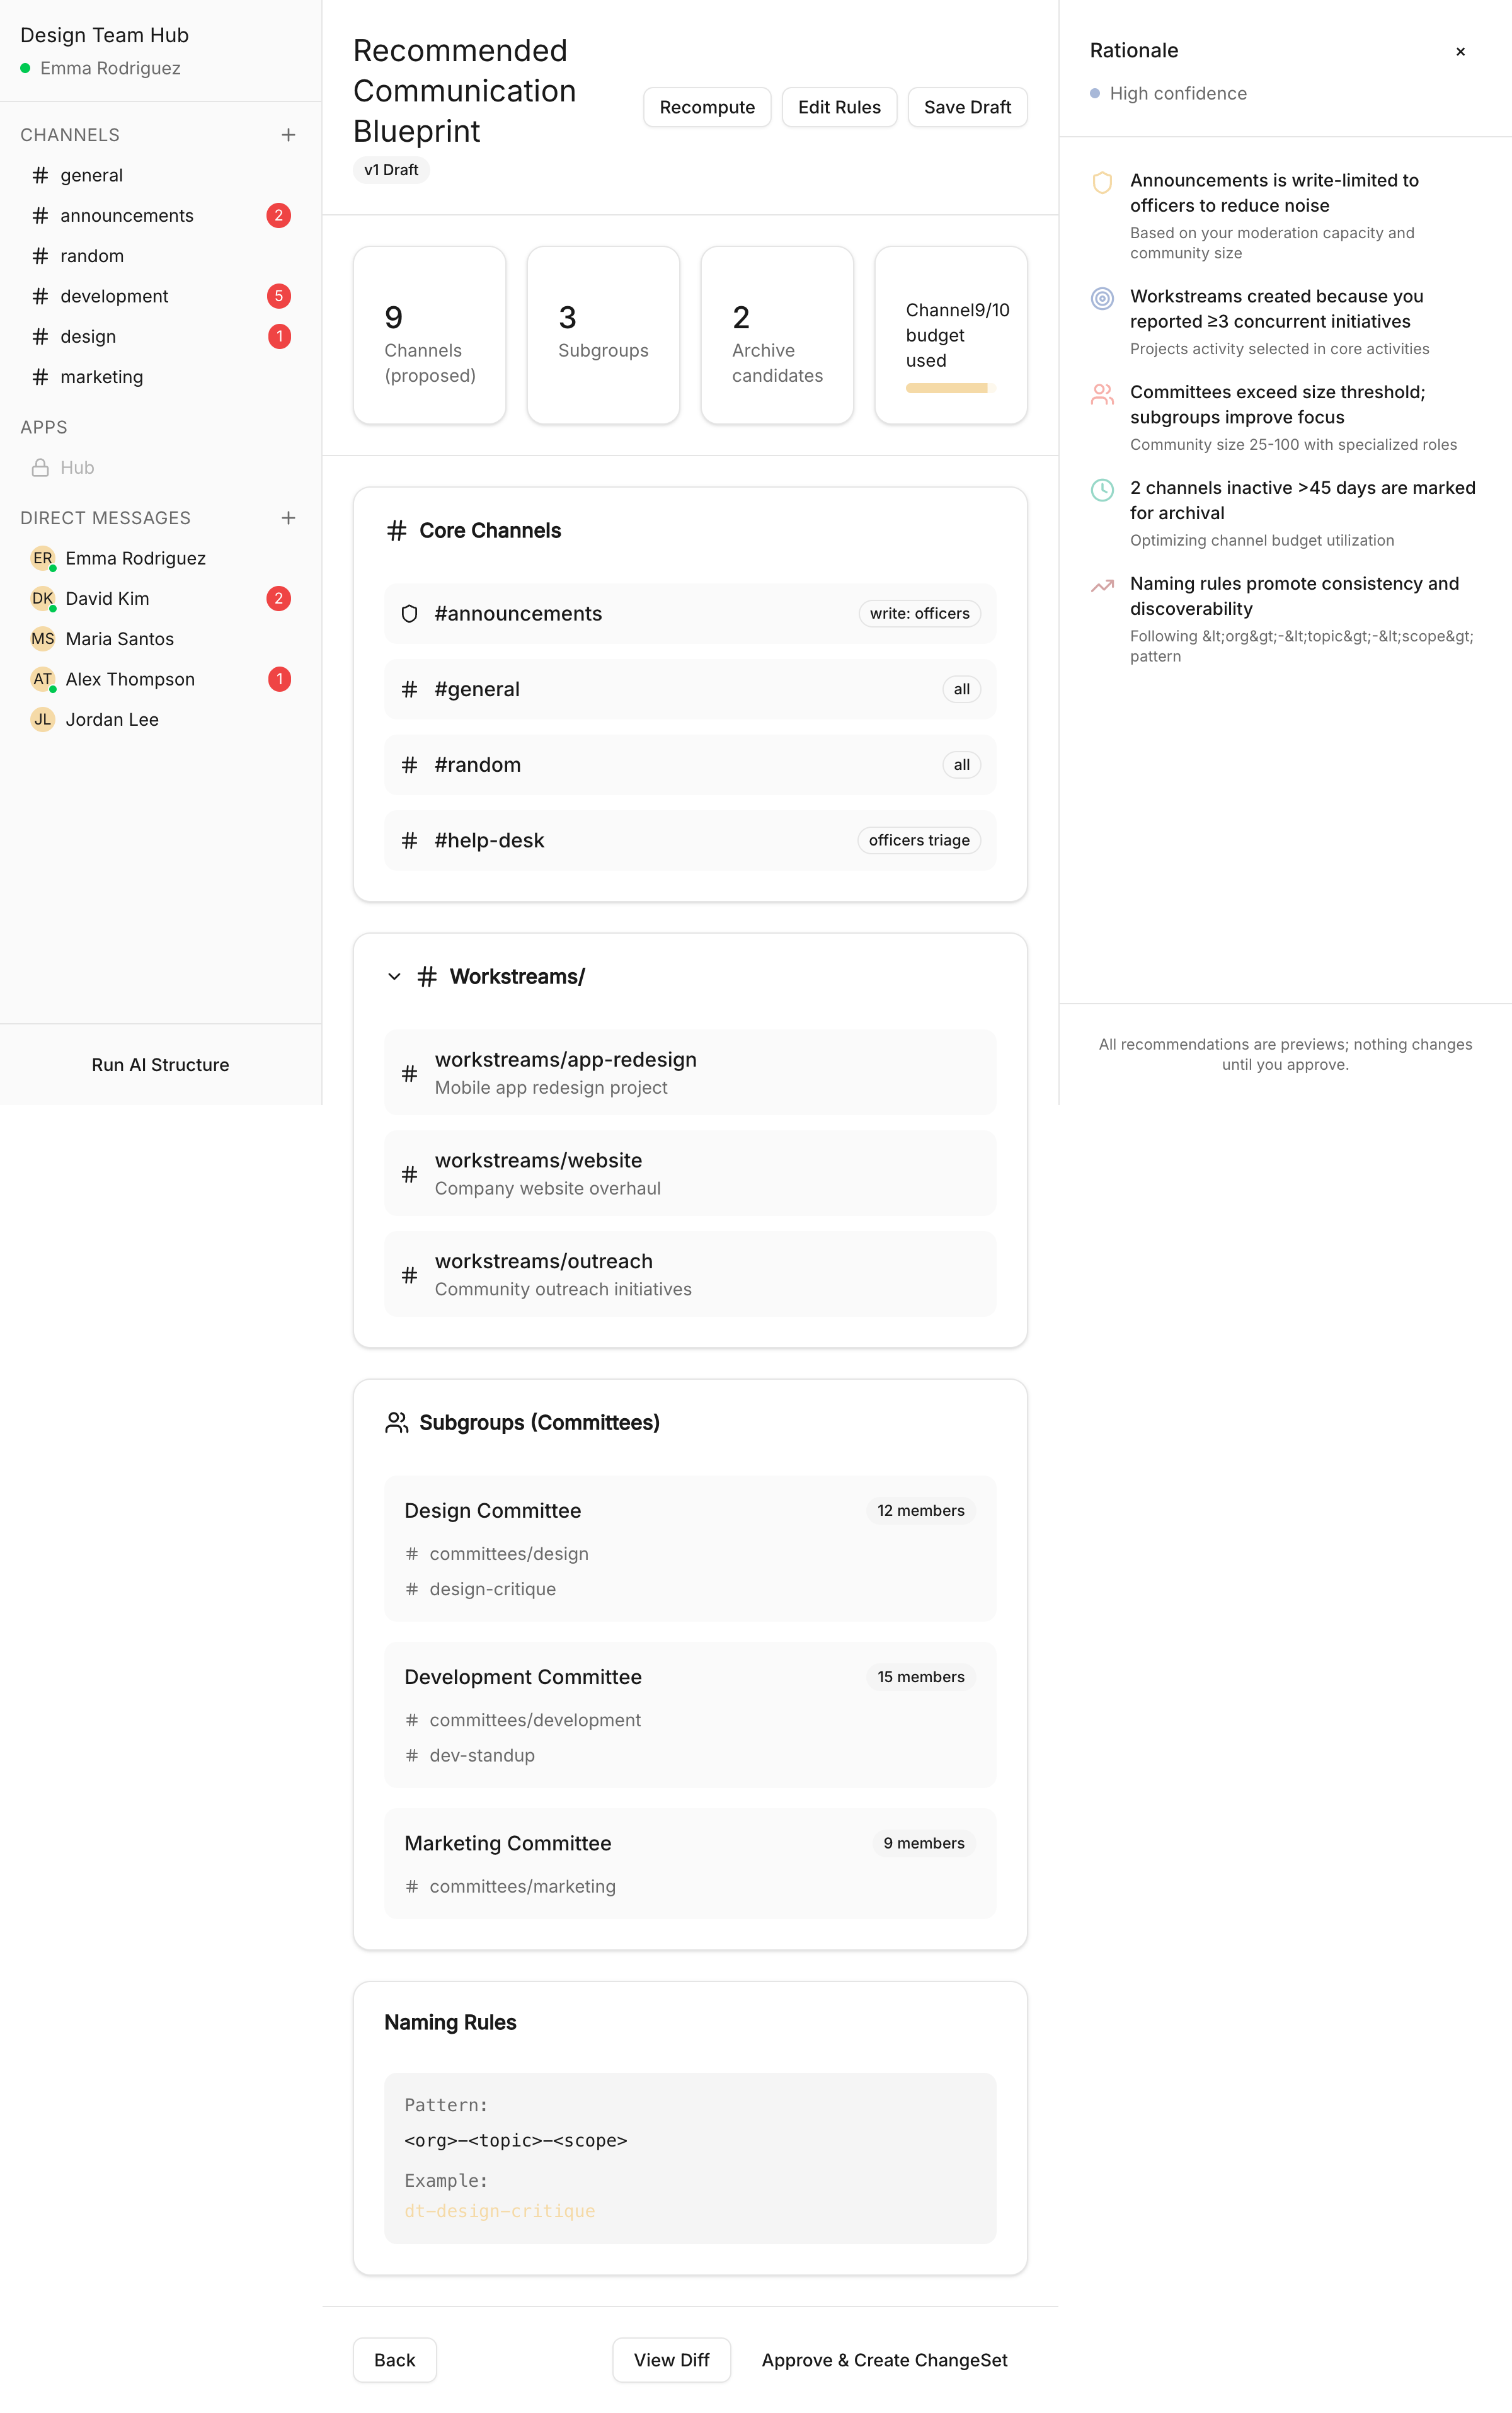 Design Team Hub
Emma Rodriguez
CHANNELS
general
announcements
2
random
development
5
design
1
marketing
APPS
Hub
DIRECT MESSAGES
ER
Emma Rodriguez
DK
David Kim
2
MS
Maria Santos
AT
Alex Thompson
1
JL
Jordan Lee
Run AI Structure
Recommended
Communication
Blueprint
v1 Draft
Recompute
Edit Rules
Save Draft
9
Channels
(proposed)
3
Subgroups
2
Archive
candidates
Channel9/10
budget
used
Core Channels
#announcements
write: officers
#general
all
#random
all
#help-desk
officers triage
Workstreams/
workstreams/app-redesign
Mobile app redesign project
workstreams/website
Company website overhaul
workstreams/outreach
Community outreach initiatives
Subgroups (Committees)
Design Committee
12 members
# committees/design
# design-critique
Development Committee
15 members
# committees/development
# dev-standup
Marketing Committee
9 members
# committees/marketing
Naming Rules
Pattern:
<org>-<topic>-<scope>
Example:
dt-design-critique
Back
View Diff
Approve & Create ChangeSet
Rationale
×
High confidence
Announcements is write-limited to
officers to reduce noise
Based on your moderation capacity and
community size
Workstreams created because you
reported ≥3 concurrent initiatives
Projects activity selected in core activities
Committees exceed size threshold;
subgroups improve focus
Community size 25-100 with specialized roles
2 channels inactive >45 days are marked
for archival
Optimizing channel budget utilization
Naming rules promote consistency and
discoverability
Following &lt;org&gt;-&lt;topic&gt;-&lt;scope&gt;
pattern
All recommendations are previews; nothing changes
until you approve.